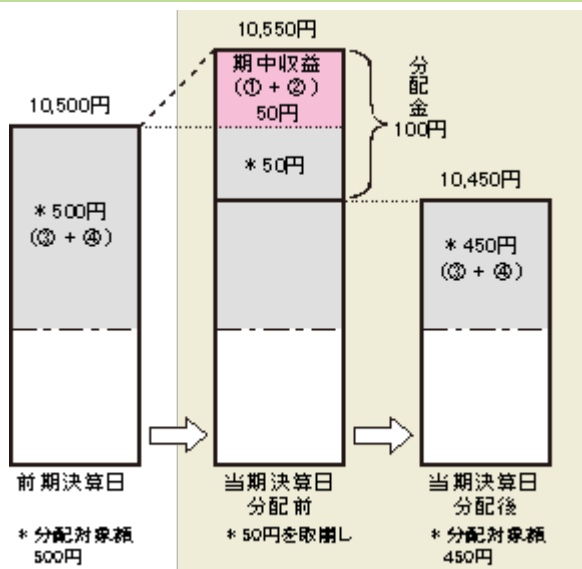 10,550円
期中収益
(①+②)
50円
分配金
100円
10,500円
*50円
10,450円
*500円
(③+④)
*450円
(③+④)
前期決算日
当期決算日
分配前
当期決算日
分配後
*分配対象額
500円
*50円を取崩し
*分配対象額
450円